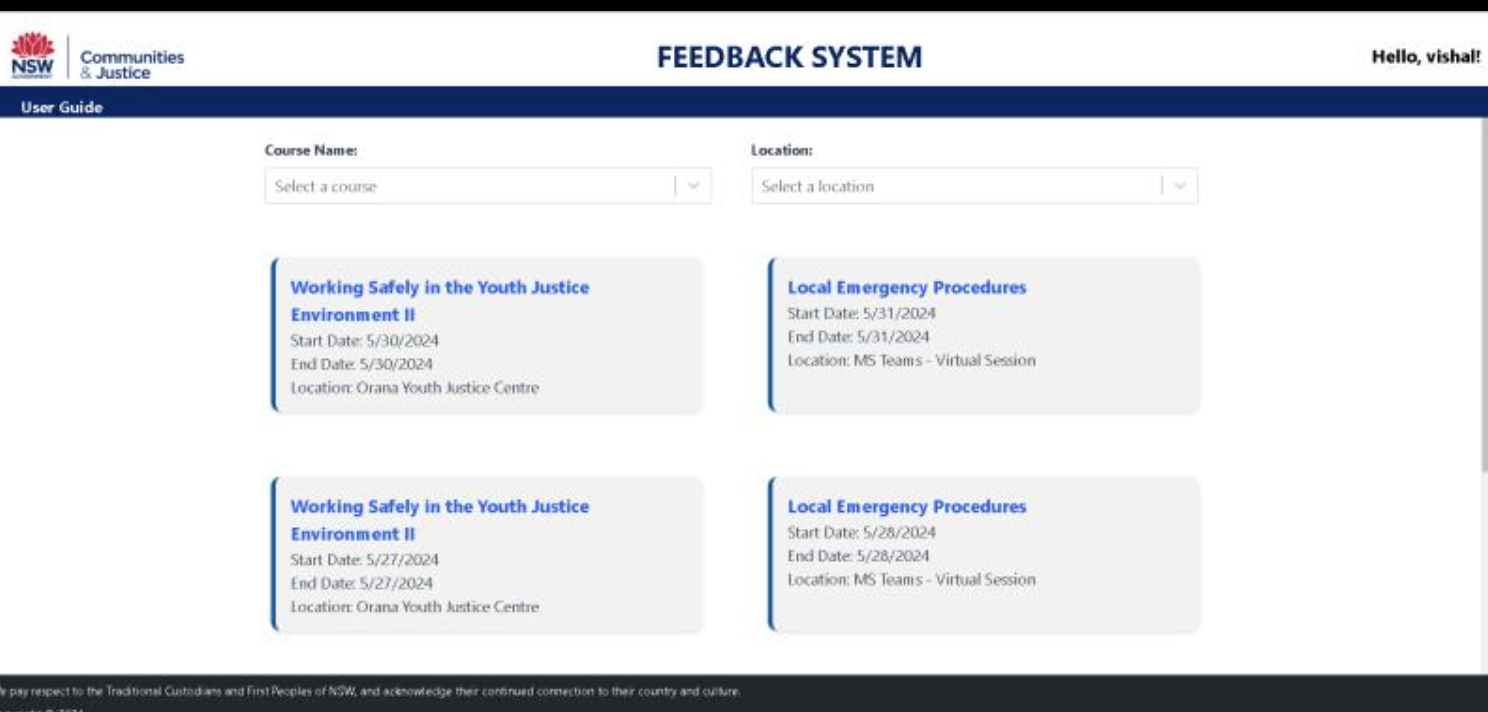 NSW
GOVERNMENT
Communities
& Justice
FEEDBACK SYSTEM
Hello, vishal!
User Guide
Course Name:
Location:
Select a course
Select a location
Working Safely in the Youth Justice
Environment II
Start Date: 5/30/2024
End Date: 5/30/2024
Location: Orana Youth Justice Centre
Local Emergency Procedures
Start Date: 5/31/2024
End Date: 5/31/2024
Location: MS Teams - Virtual Session
Working Safely in the Youth Justice
Environment II
Start Date: 5/27/2024
End Date: 5/27/2024
Location: Orana Youth Justice Centre
Local Emergency Procedures
Start Date: 5/28/2024
End Date: 5/28/2024
Location: MS Teams - Virtual Session
pay respect to the Traditional Custodians and First Peoples of NSW, and acknowledge their continued connection to their country and culture.